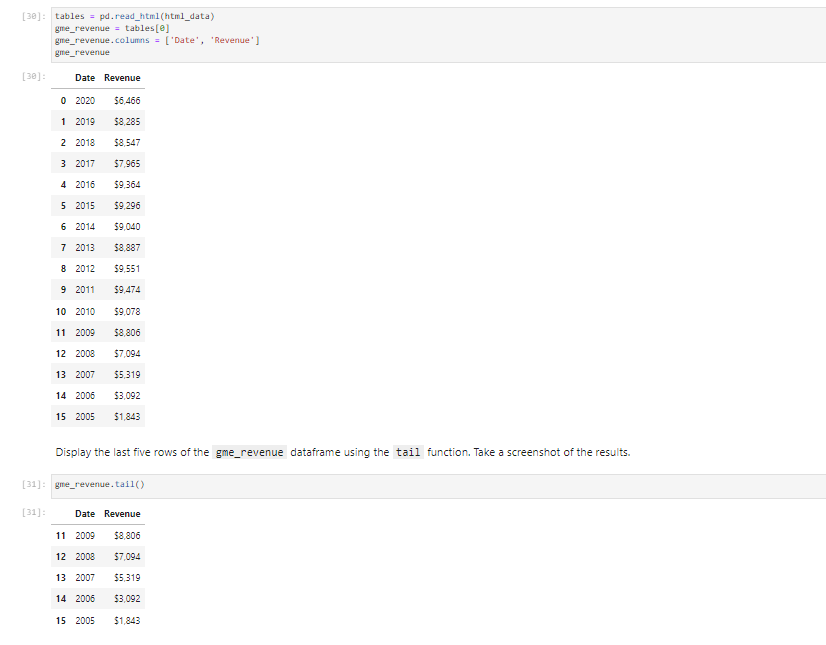 [30]: tables = pd.read_html(html_data)
gme_revenue = tables[0]
gme_revenue.columns = ['Date', 'Revenue']
gme_revenue
[30]: Date Revenue
0 2020 $6,466
1 2019 $8,285
2 2018 $8,547
3 2017 $7,965
4 2016 $9,364
5 2015 $9,296
6 2014 $9,040
7 2013 $8,887
8 2012 $9,551
9 2011 $9,474
10 2010 $9,078
11 2009 $8,806
12 2008 $7,094
13 2007 $5,319
14 2006 $3,092
15 2005 $1,843
Display the last five rows of the gme_revenue dataframe using the tail function. Take a screenshot of the results.
[31]: gme_revenue.tail()
[31]: Date Revenue
11 2009 $8,806
12 2008 $7,094
13 2007 $5,319
14 2006 $3,092
15 2005 $1,843